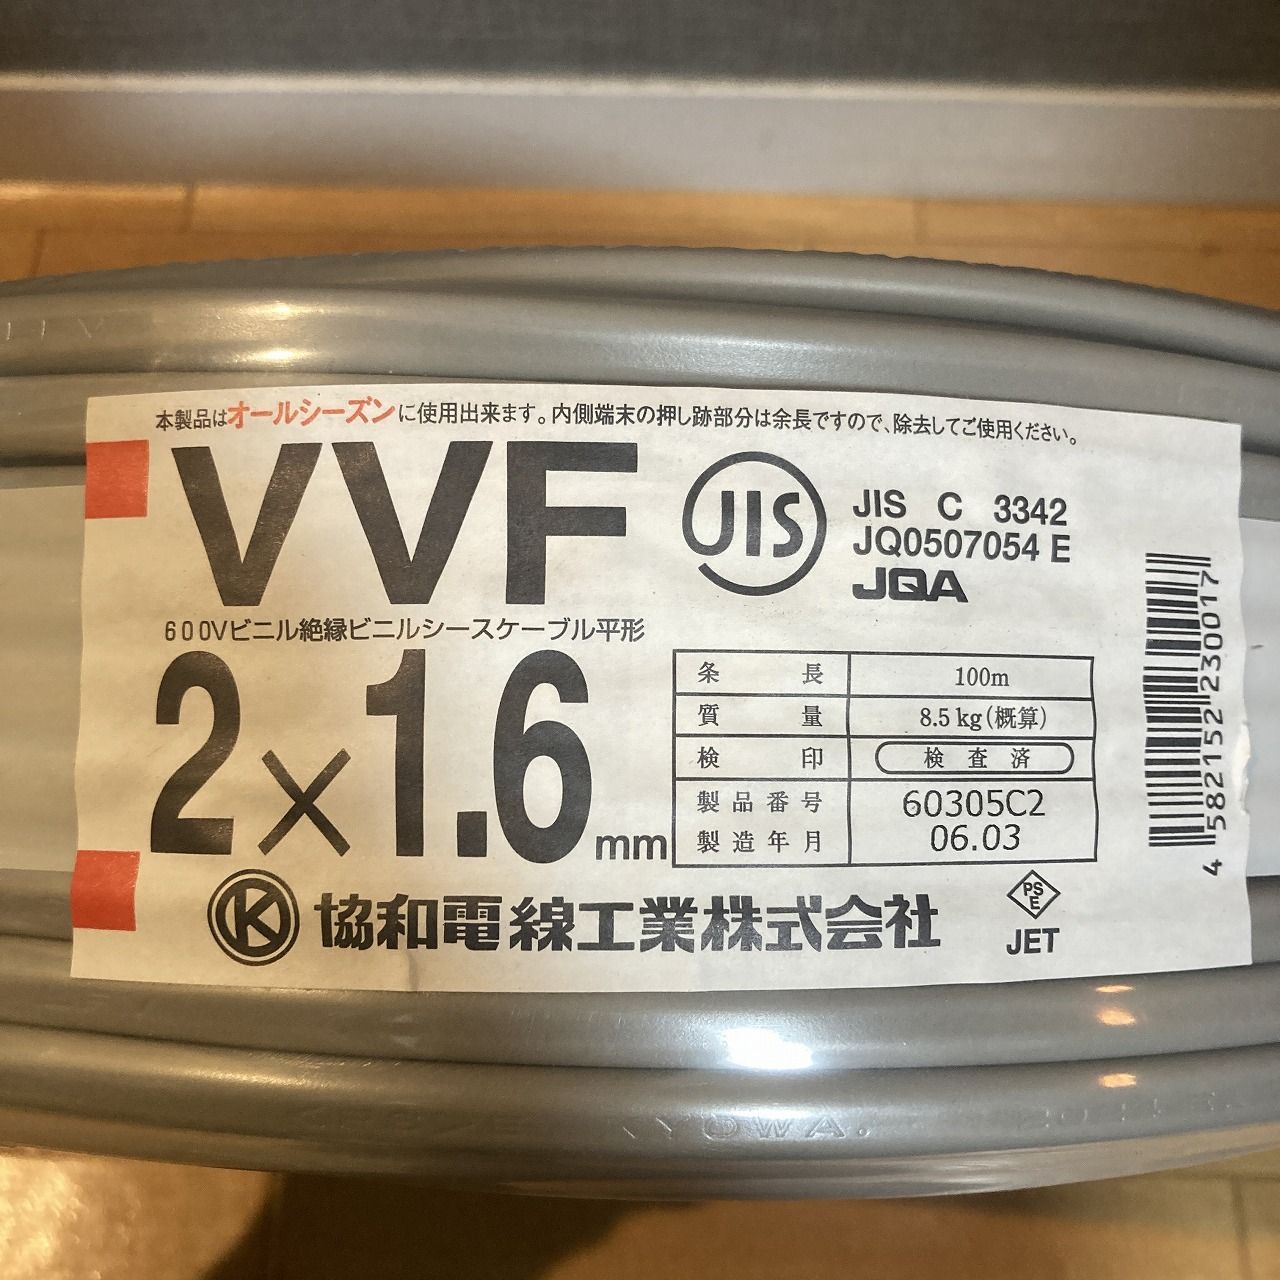 本製品はオールシーズンに使用出来ます。内側端末の押し跡部分は余長ですので、除去してご使用ください。
VVF
JIS
JIS C 3342
JQ0507054 E
JQA
600Vビニル絶縁ビニルシースケーブル平形
2×1.6mm
条長 100m
質量 8.5kg(概算)
検印 検査済
製品番号 60305C2
製造年月 06.03
4 582152 230017
K 協和電線工業株式会社
PS
E
JET
KYOWA.